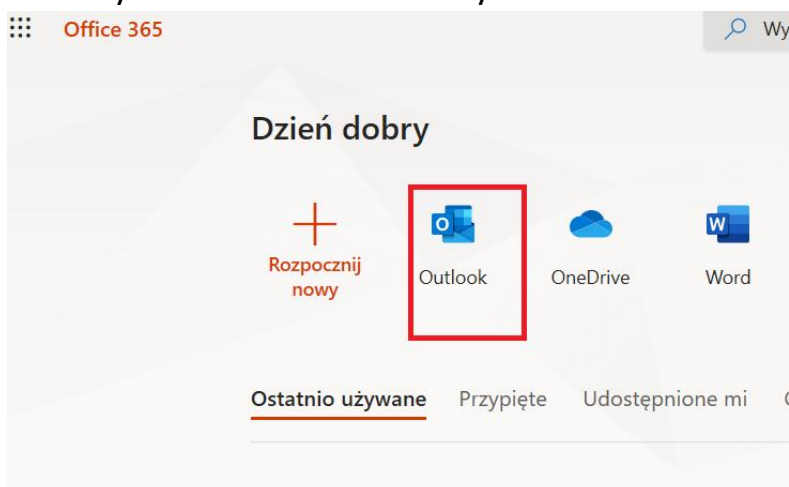 Office 365
Wy
Dzień dobry
Rozpocznij
nowy
Outlook
OneDrive
Word
Ostatnio używane Przypięte Udostępnione mi